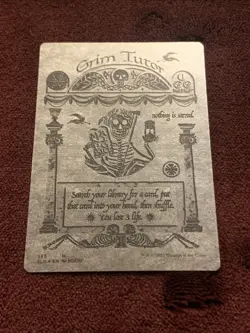 Grim Tutor
nothing is sacred.
Search your library for a card, put
that card into your hand, then shuffle.
You lose 3 life.